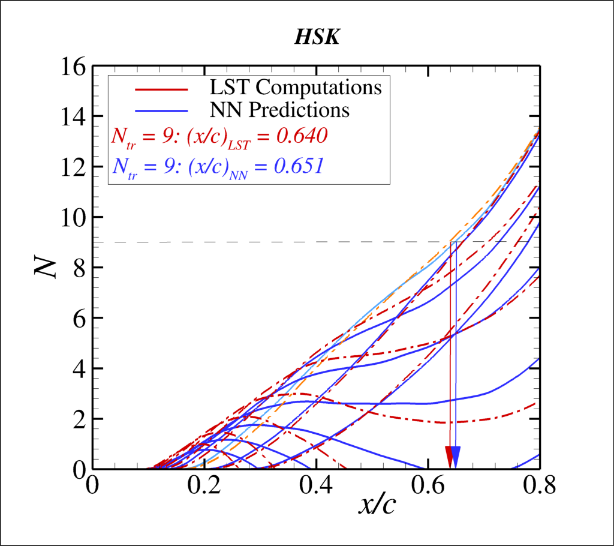 HSK
16
14
12
10
8
6
4
2
0
N
LST Computations
NN Predictions
N_tr = 9: (x/c)_LST = 0.640
N_tr = 9: (x/c)_NN = 0.651
0 0.2 0.4 0.6 0.8
x/c